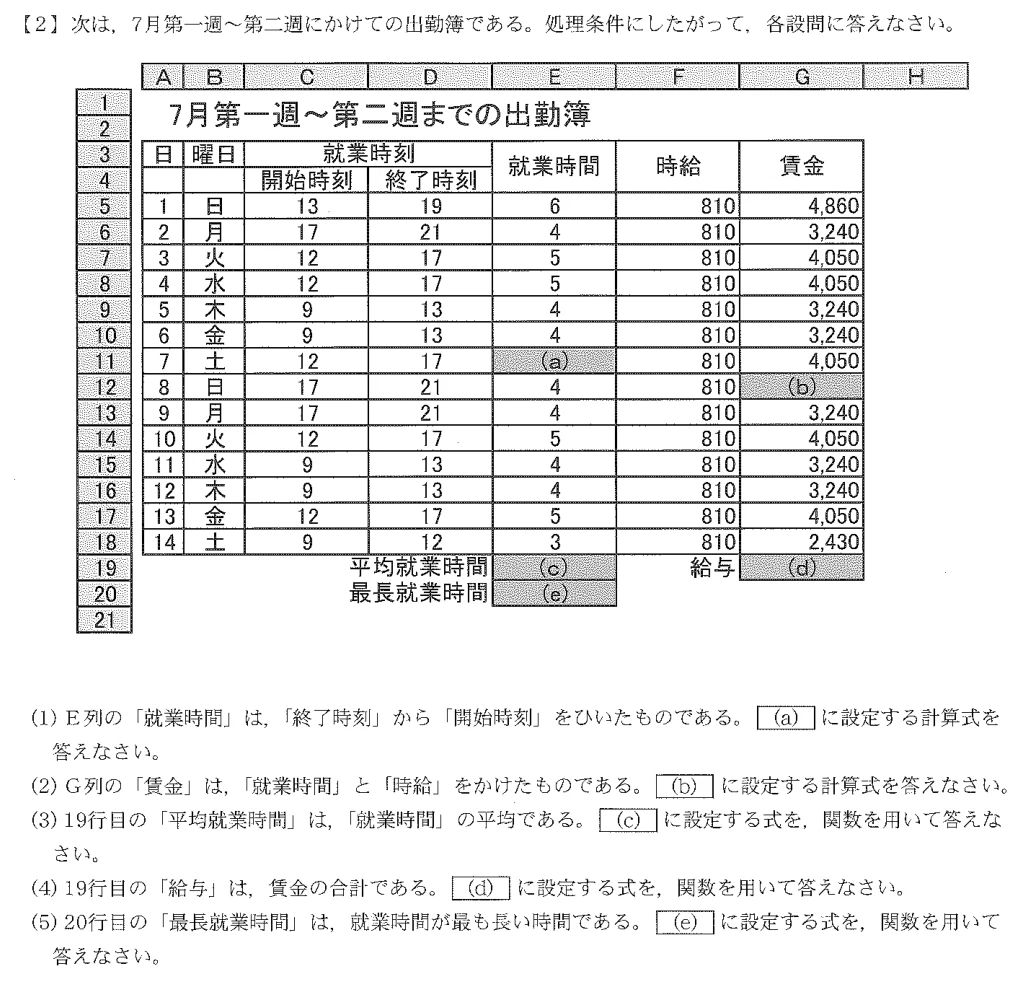 【2】次は，7月第一週～第二週にかけての出勤簿である。処理条件にしたがって，各設問に答えなさい。
A B C D E F G H
1 7月第一週～第二週までの出勤簿
2
3 日 曜日 就業時刻 就業時間 時給 賃金
4 開始時刻 終了時刻
5 1 日 13 19 6 810 4,860
6 2 月 17 21 4 810 3,240
7 3 火 12 17 5 810 4,050
8 4 水 12 17 5 810 4,050
9 5 木 9 13 4 810 3,240
10 6 金 9 13 4 810 3,240
11 7 土 12 17 (a) 810 4,050
12 8 日 17 21 4 810 (b)
13 9 月 17 21 4 810 3,240
14 10 火 12 17 5 810 4,050
15 11 水 9 13 4 810 3,240
16 12 木 9 13 4 810 3,240
17 13 金 12 17 5 810 4,050
18 14 土 9 12 3 810 2,430
19 平均就業時間 (c) 給与 (d)
20 最長就業時間 (e)
21
(1) E列の「就業時間」は，「終了時刻」から「開始時刻」をひいたものである。 (a) に設定する計算式を
答えなさい。
(2) G列の「賃金」は，「就業時間」と「時給」をかけたものである。 (b) に設定する計算式を答えなさい。
(3) 19行目の「平均就業時間」は，「就業時間」の平均である。 (c) に設定する式を，関数を用いて答えな
さい。
(4) 19行目の「給与」は，賃金の合計である。 (d) に設定する式を，関数を用いて答えなさい。
(5) 20行目の「最長就業時間」は，就業時間が最も長い時間である。 (e) に設定する式を，関数を用いて
答えなさい。